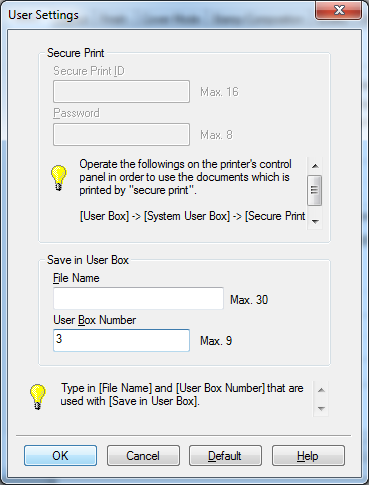 User Settings
Secure Print
Secure Print ID
Max. 16
Password
Max. 8
Operate the followings on the printer's control
panel in order to use the documents which is
printed by "secure print".
[User Box] -> [System User Box] -> [Secure Print
Save in User Box
File Name
Max. 30
User Box Number
3
Max. 9
Type in [File Name] and [User Box Number] that are
used with [Save in User Box].
OK
Cancel
Default
Help